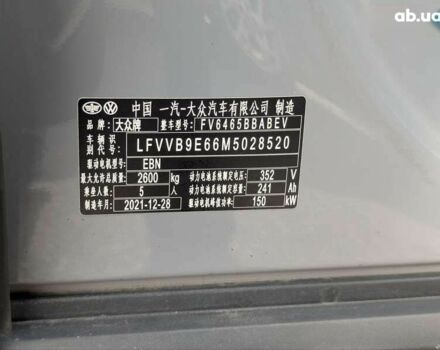 ab.ua
中国 一汽-大众汽车有限公司 制造
品牌: 大众牌 整车型号: FV6465BBABEV
车辆识别代号: LFVVB9E66M5028520
驱动电机型号: EBN
最大允许总质量: 2600 kg 动力电池系统额定电压: 352 V
乘坐人数: 5 人 动力电池系统额定容量: 241 Ah
制造年月: 2021-12-28 驱动电机峰值功率: 150 kW